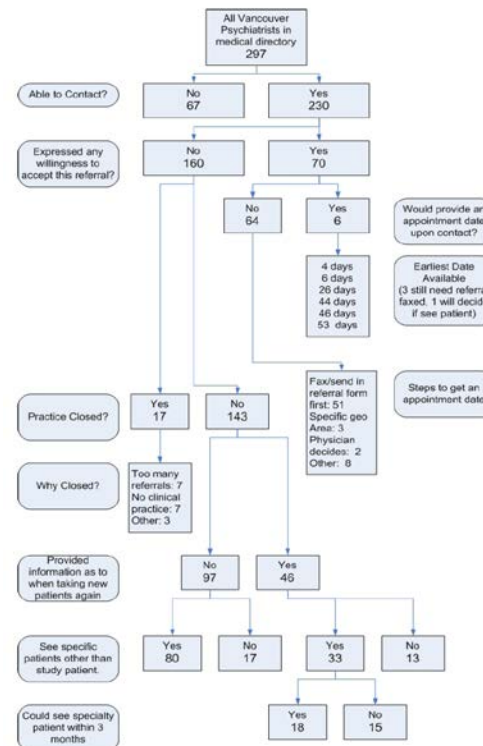 All Vancouver
Psychiatrists in
medical directory
297
Able to Contact?
No
67
Yes
230
Expressed any
willingness to
accept this referral?
No
160
Yes
70
No
64
Yes
6
Would provide an
appointment date
upon contact?
4 days
6 days
26 days
44 days
46 days
53 days
Earliest Date
Available
(3 still need referral
faxed, 1 will decide
if see patient)
Fax/send in
referral form
first: 51
Specific geo
Area: 3
Physician
decides: 2
Other: 8
Steps to get an
appointment date
Practice Closed?
Yes
17
No
143
Why Closed?
Too many
referrals: 7
No clinical
practice: 7
Other: 3
Provided
information as to
when taking new
patients again
No
97
Yes
46
See specific
patients other than
study patient.
Yes
80
No
17
Yes
33
No
13
Could see specialty
patient within 3
months
Yes
18
No
15